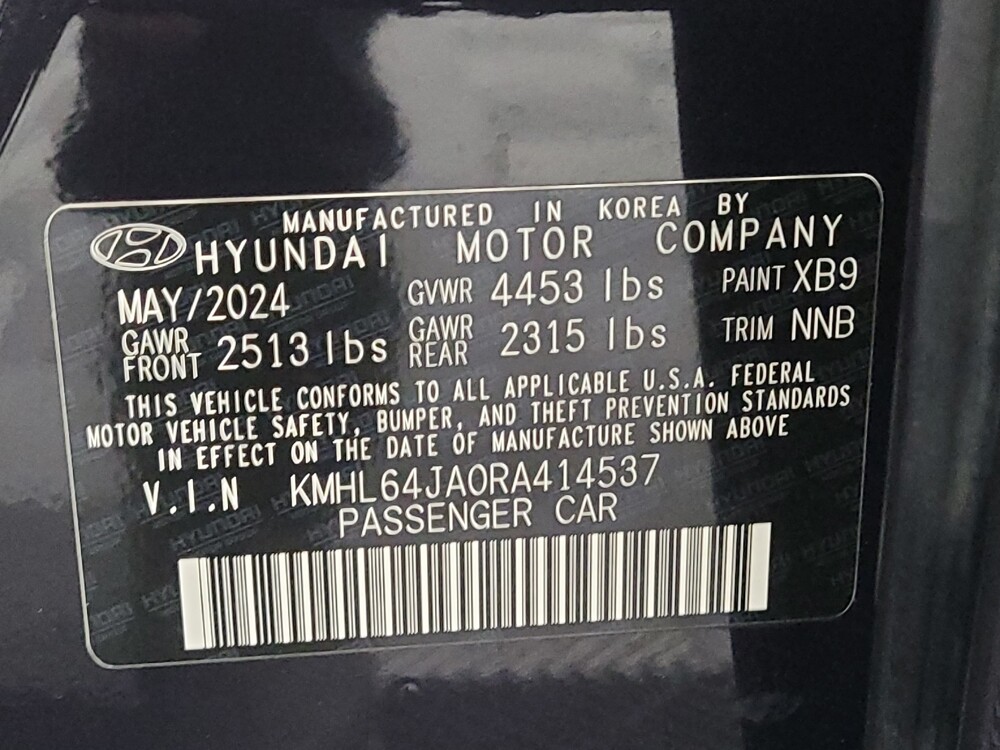 MANUFACTURED IN KOREA BY
HYUNDAI MOTOR COMPANY
MAY/2024 GVWR 4453 lbs PAINT XB9
GAWR FRONT 2513 lbs GAWR REAR 2315 lbs TRIM NNB
THIS VEHICLE CONFORMS TO ALL APPLICABLE U.S.A. FEDERAL
MOTOR VEHICLE SAFETY, BUMPER, AND THEFT PREVENTION STANDARDS
IN EFFECT ON THE DATE OF MANUFACTURE SHOWN ABOVE
V.I.N KMHL64JA0RA414537
PASSENGER CAR